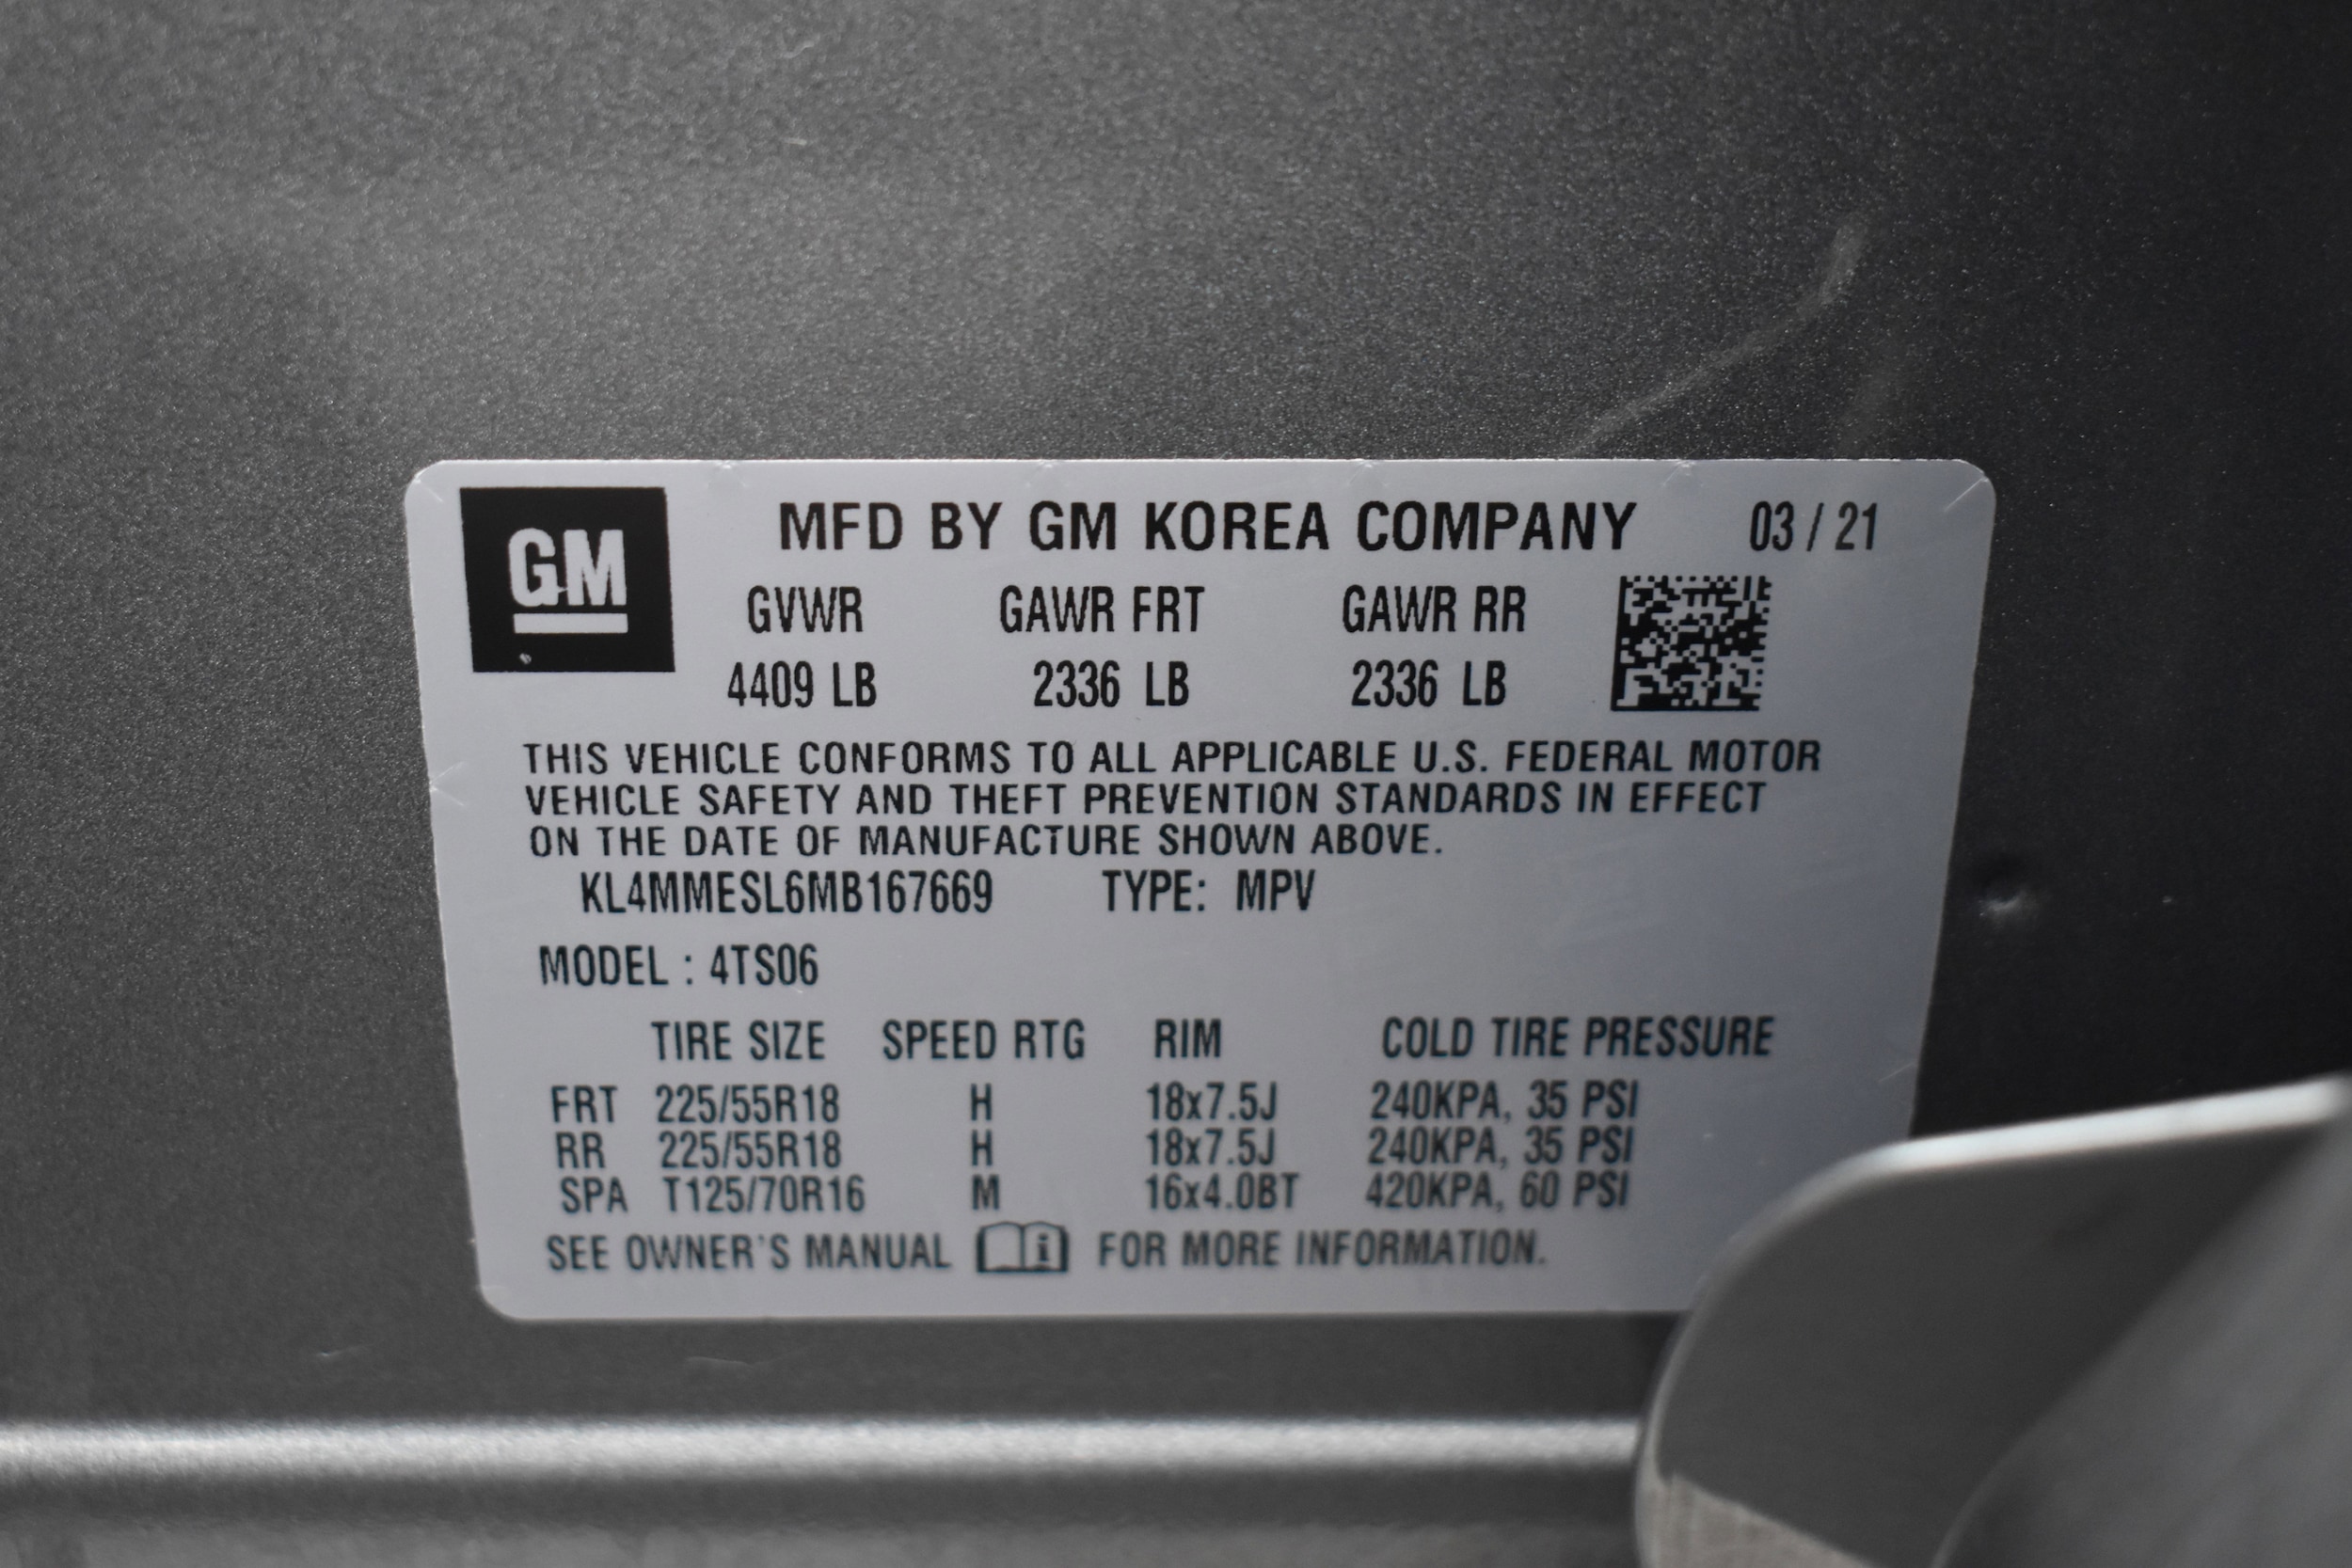 GM
MFD BY GM KOREA COMPANY 03 / 21
GVWR GAWR FRT GAWR RR
4409 LB 2336 LB 2336 LB
THIS VEHICLE CONFORMS TO ALL APPLICABLE U.S. FEDERAL MOTOR
VEHICLE SAFETY AND THEFT PREVENTION STANDARDS IN EFFECT
ON THE DATE OF MANUFACTURE SHOWN ABOVE.
KL4MMESL6MB167669 TYPE: MPV
MODEL : 4TS06
TIRE SIZE SPEED RTG RIM COLD TIRE PRESSURE
FRT 225/55R18 H 18x7.5J 240KPA, 35 PSI
RR 225/55R18 H 18x7.5J 240KPA, 35 PSI
SPA T125/70R16 M 16x4.0BT 420KPA, 60 PSI
SEE OWNER'S MANUAL i FOR MORE INFORMATION.